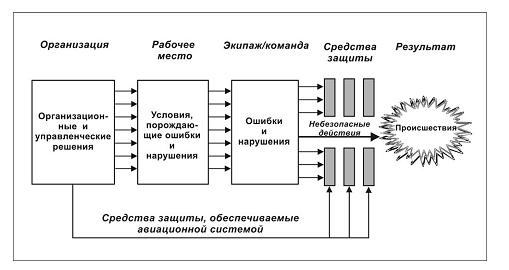 Организация
Рабочее
место
Экипаж/команда
Средства
защиты
Результат
Организацион-
ные и
управленческие
решения
Условия,
порождаю-
щие ошибки
и
нарушения
Ошибки
и
нарушения
Небезопасные
действия
Происшествия
Средства защиты, обеспечиваемые
авиационной системой